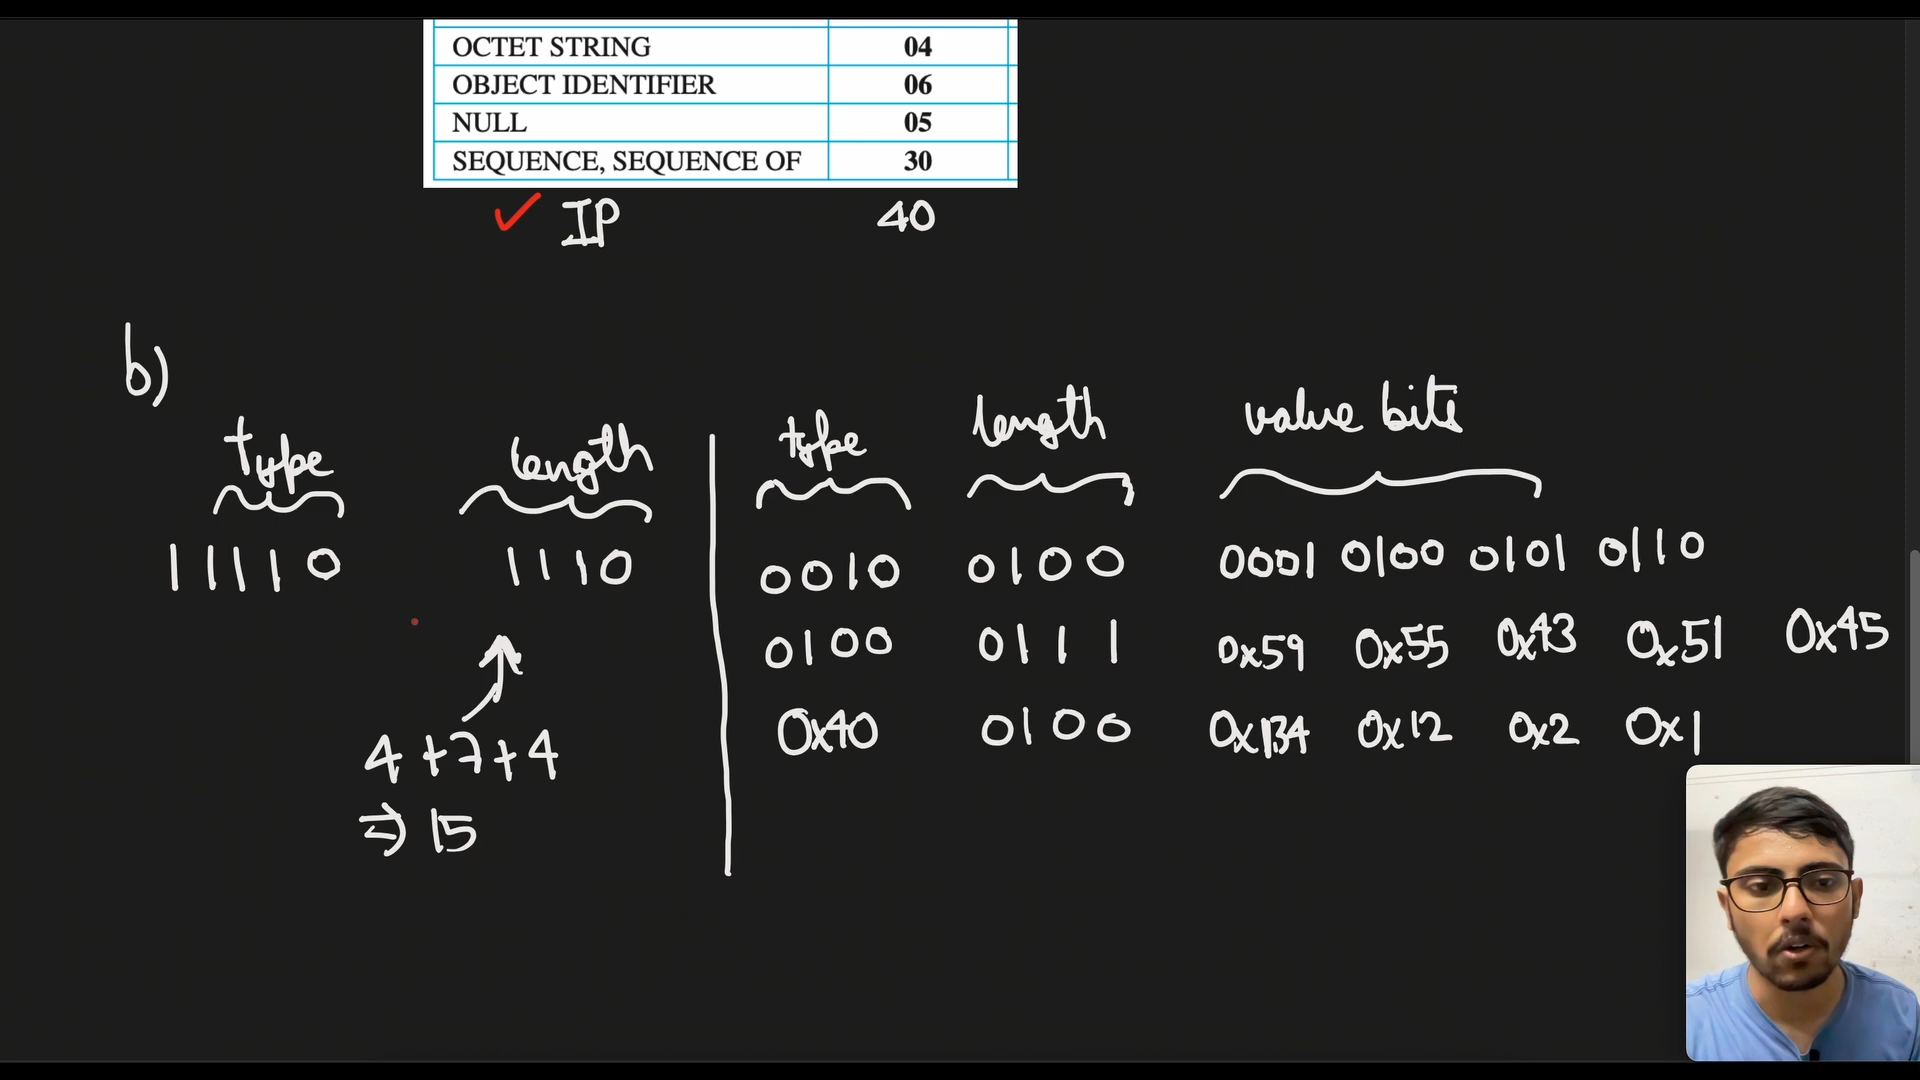 OCTET STRING 04
OBJECT IDENTIFIER 06
NULL 05
SEQUENCE, SEQUENCE OF 30
✓ IP 40
b)
type length type length value bits
11110 1110 0010 0100 0001 0100 0101 0110
0100 0111 0x59 0x55 0x43 0x51 0x45
0x40 0100 0x134 0x12 0x2 0x1
4 + 7 + 4
⇒ 15